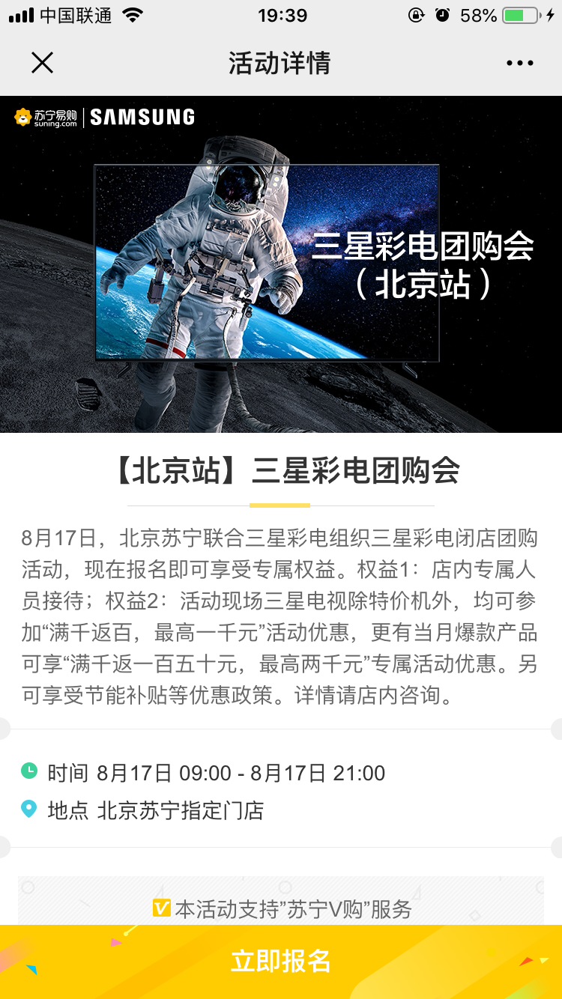 中国联通
19:39
58%
活动详情
苏宁易购
suning.com
SAMSUNG
三星彩电团购会
（北京站）
【北京站】三星彩电团购会
8月17日，北京苏宁联合三星彩电组织三星彩电闭店团购
活动，现在报名即可享受专属权益。权益1：店内专属人
员接待；权益2：活动现场三星电视除特价机外，均可参
加“满千返百，最高一千元”活动优惠，更有当月爆款产品
可享“满千返一百五十元，最高两千元”专属活动优惠。另
可享受节能补贴等优惠政策。详情请店内咨询。
时间 8月17日 09:00 - 8月17日 21:00
地点 北京苏宁指定门店
本活动支持”苏宁V购”服务
立即报名